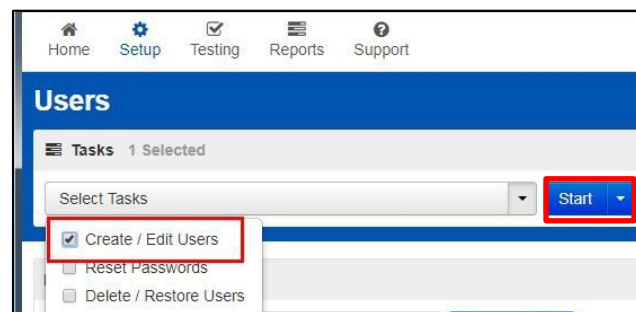 Home Setup Testing Reports Support
Users
Tasks 1 Selected
Select Tasks Start
Create / Edit Users
Reset Passwords
Delete / Restore Users